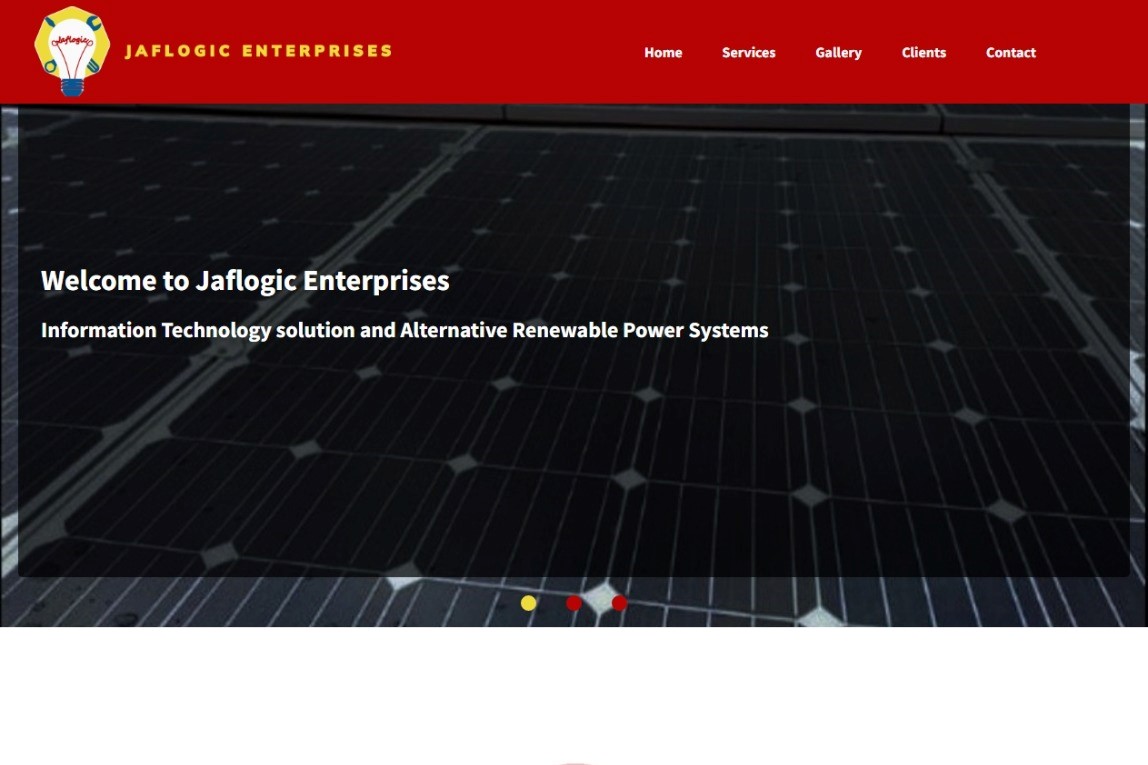 Jaflogic
JAFLOGIC ENTERPRISES
Home Services Gallery Clients Contact
Welcome to Jaflogic Enterprises
Information Technology solution and Alternative Renewable Power Systems